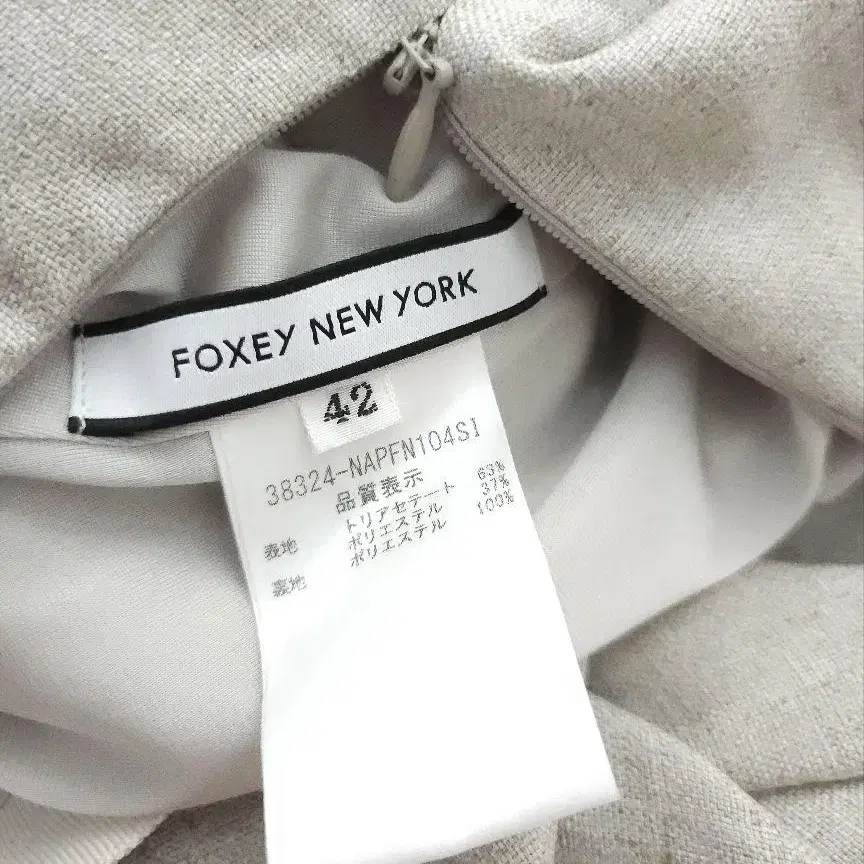 FOXEY NEW YORK
42
38324-NAPFN104SI
品質表示
表地 トリアセテート 63%
ポリエステル 37%
裏地 ポリエステル 100%